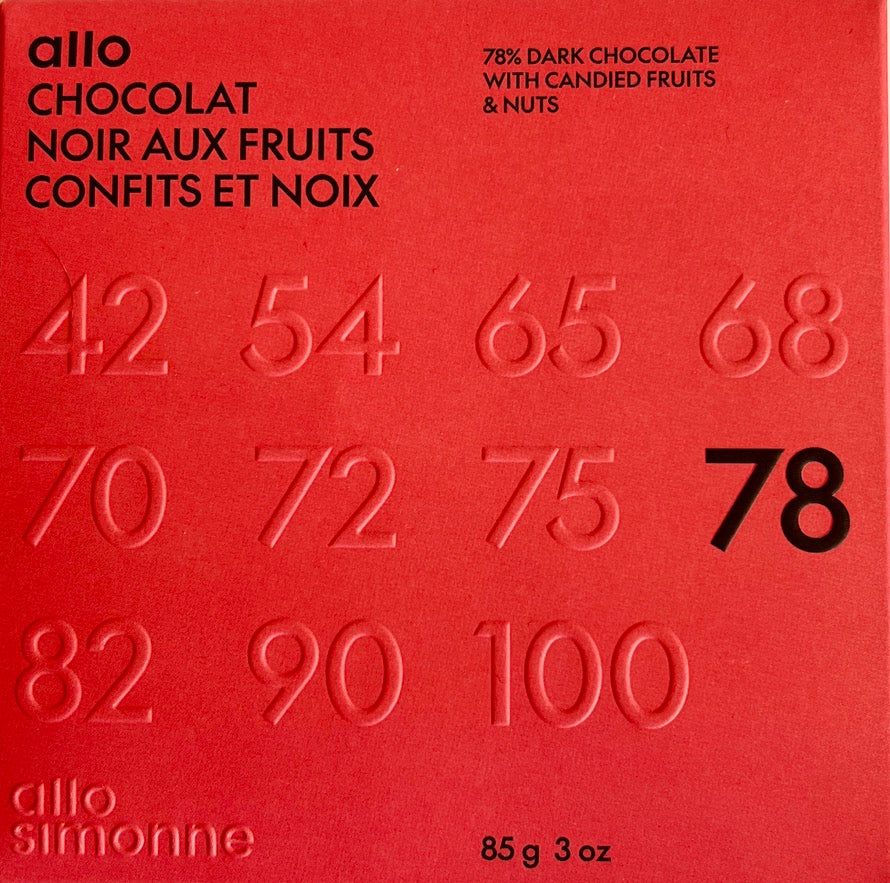 allo
CHOCOLAT
NOIR AUX FRUITS
CONFITS ET NOIX
78% DARK CHOCOLATE
WITH CANDIED FRUITS
& NUTS
42 54 65 68
70 72 75 78
82 90 100
allo
simonne
85 g 3 oz